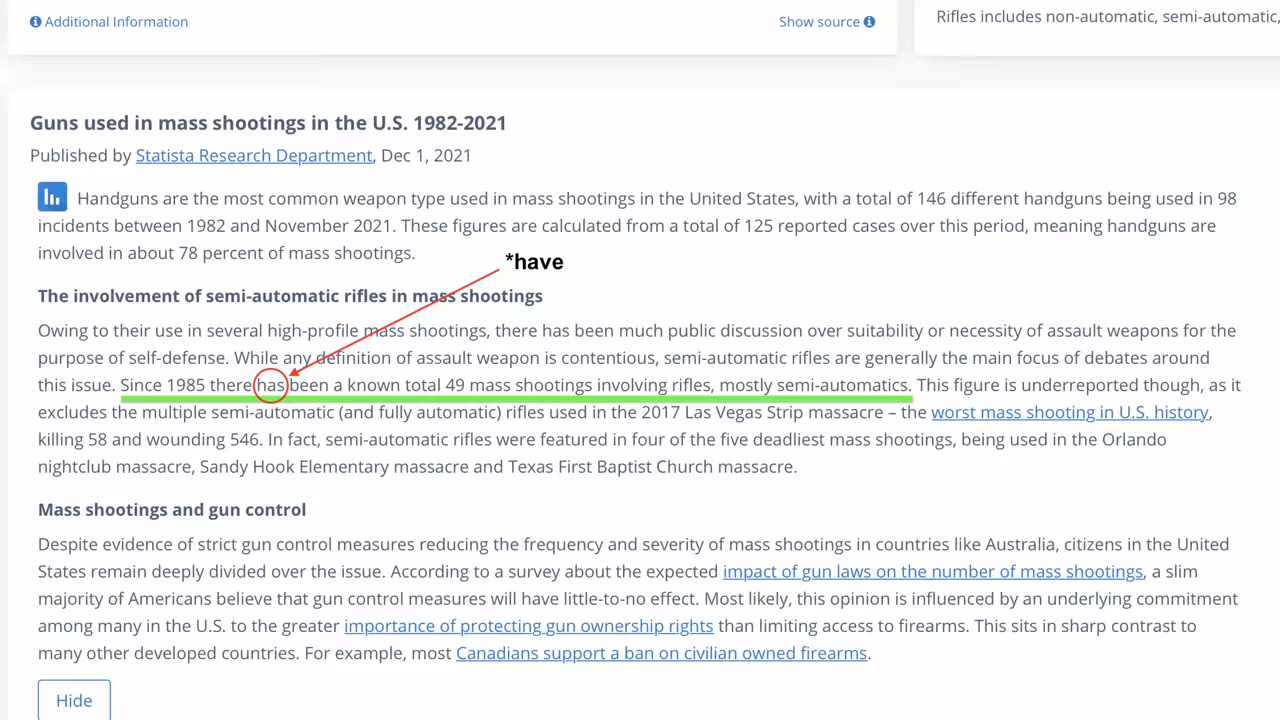 Additional Information
Show source
Rifles includes non-automatic, semi-automatic,
Guns used in mass shootings in the U.S. 1982-2021
Published by Statista Research Department, Dec 1, 2021
Handguns are the most common weapon type used in mass shootings in the United States, with a total of 146 different handguns being used in 98
incidents between 1982 and November 2021. These figures are calculated from a total of 125 reported cases over this period, meaning handguns are
involved in about 78 percent of mass shootings.
*have
The involvement of semi-automatic rifles in mass shootings
Owing to their use in several high-profile mass shootings, there has been much public discussion over suitability or necessity of assault weapons for the
purpose of self-defense. While any definition of assault weapon is contentious, semi-automatic rifles are generally the main focus of debates around
this issue. Since 1985 there has been a known total 49 mass shootings involving rifles, mostly semi-automatics. This figure is underreported though, as it
excludes the multiple semi-automatic (and fully automatic) rifles used in the 2017 Las Vegas Strip massacre – the worst mass shooting in U.S. history,
killing 58 and wounding 546. In fact, semi-automatic rifles were featured in four of the five deadliest mass shootings, being used in the Orlando
nightclub massacre, Sandy Hook Elementary massacre and Texas First Baptist Church massacre.
Mass shootings and gun control
Despite evidence of strict gun control measures reducing the frequency and severity of mass shootings in countries like Australia, citizens in the United
States remain deeply divided over the issue. According to a survey about the expected impact of gun laws on the number of mass shootings, a slim
majority of Americans believe that gun control measures will have little-to-no effect. Most likely, this opinion is influenced by an underlying commitment
among many in the U.S. to the greater importance of protecting gun ownership rights than limiting access to firearms. This sits in sharp contrast to
many other developed countries. For example, most Canadians support a ban on civilian owned firearms.
Hide